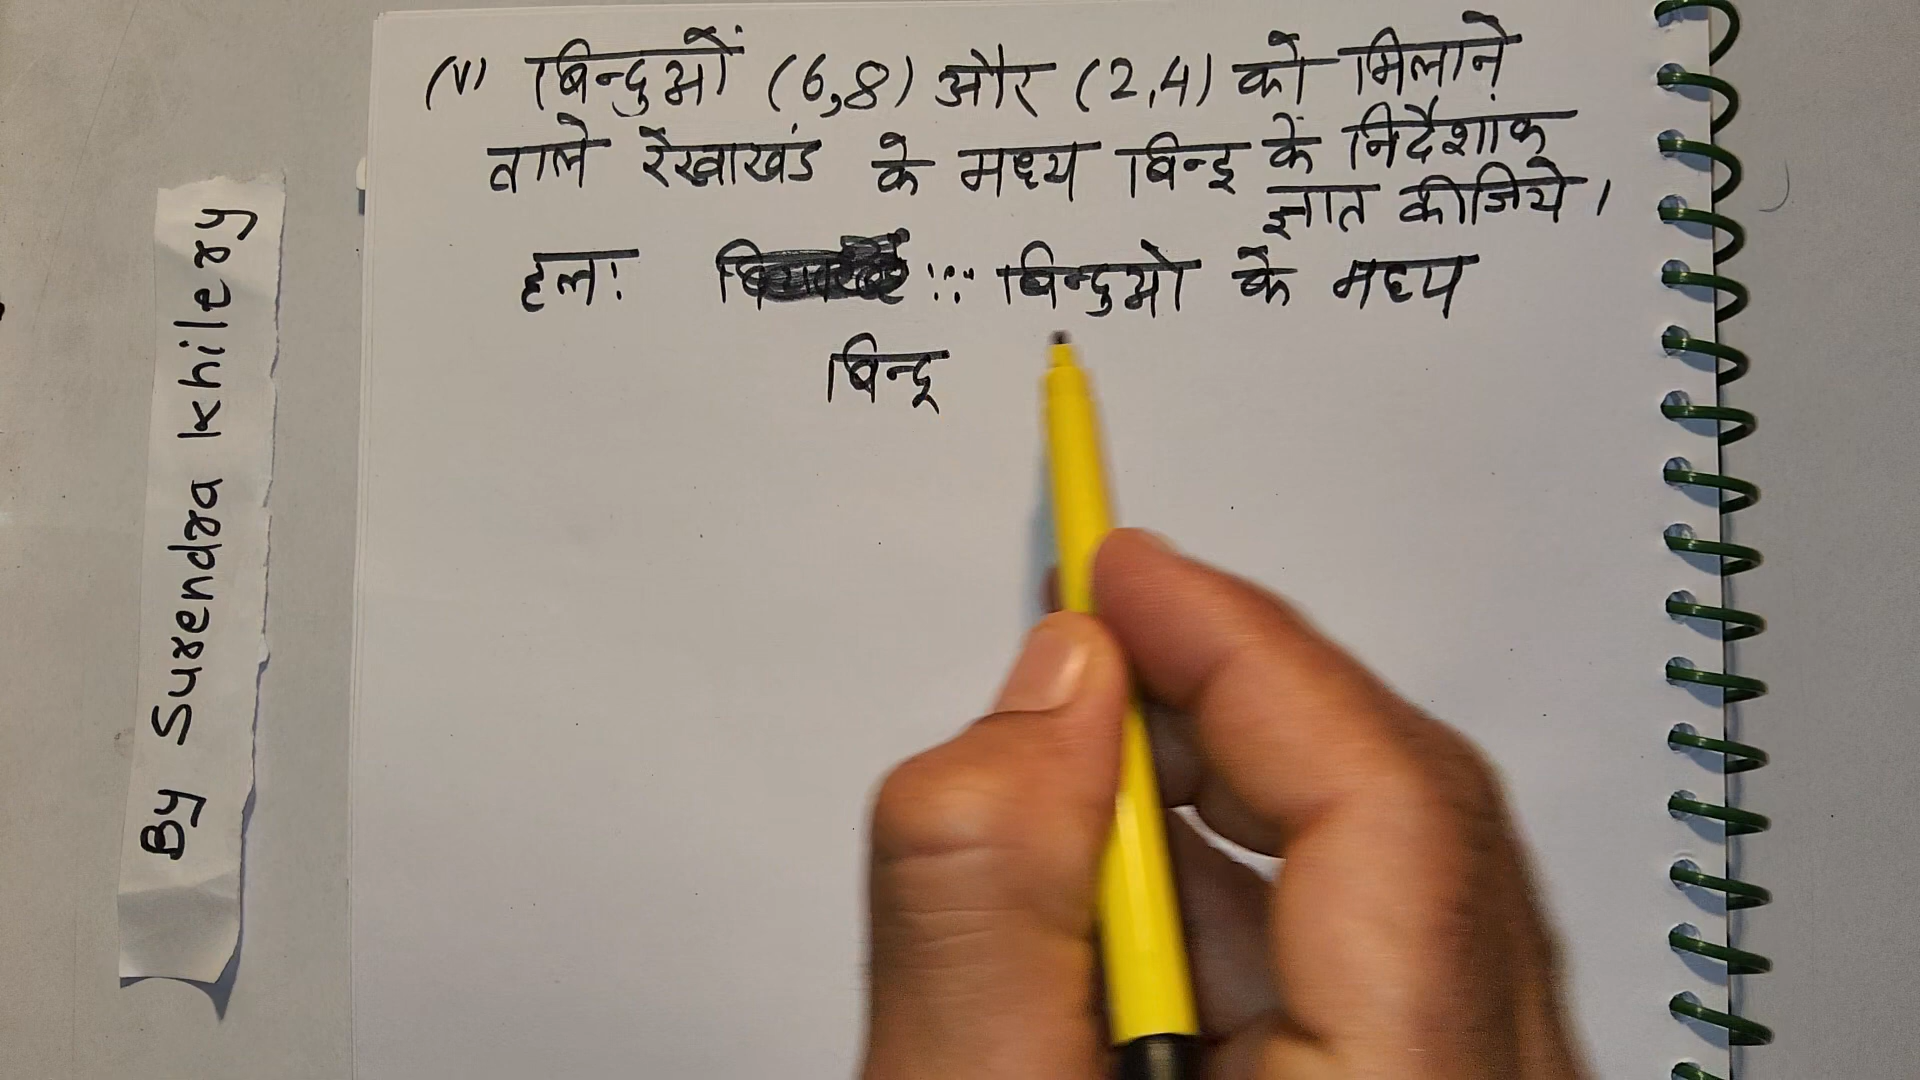 (V) बिन्दुओं (6,8) और (2,4) को मिलाने
वाले रेखाखंड के मध्य बिन्दु के निर्देशांक
ज्ञात कीजिये।
हल: ∵ बिन्दुओ के मध्य
बिन्दु
By Surendra Khilery